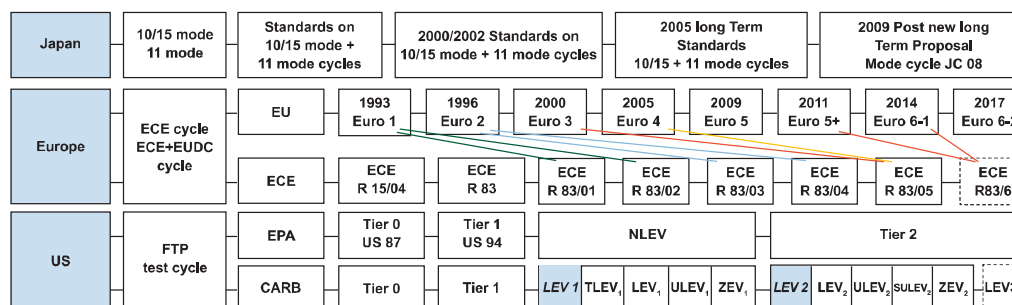 Japan
10/15 mode
11 mode
Standards on
10/15 mode +
11 mode cycles
2000/2002 Standards on
10/15 mode + 11 mode cycles
2005 long Term
Standards
10/15 + 11 mode cycles
2009 Post new long
Term Proposal
Mode cycle JC 08
Europe
ECE cycle
ECE+EUDC
cycle
EU
1993
Euro 1
1996
Euro 2
2000
Euro 3
2005
Euro 4
2009
Euro 5
2011
Euro 5+
2014
Euro 6-1
2017
Euro 6-2
ECE
ECE
R 15/04
ECE
R 83
ECE
R 83/01
ECE
R 83/02
ECE
R 83/03
ECE
R 83/04
ECE
R 83/05
ECE
R83/6
US
FTP
test cycle
EPA
Tier 0
US 87
Tier 1
US 94
NLEV
Tier 2
CARB
Tier 0
Tier 1
LEV 1
TLEV₁
LEV₁
ULEV₁
ZEV₁
LEV 2
LEV₂
ULEV₂
SULEV₂
ZEV₂
LEV3